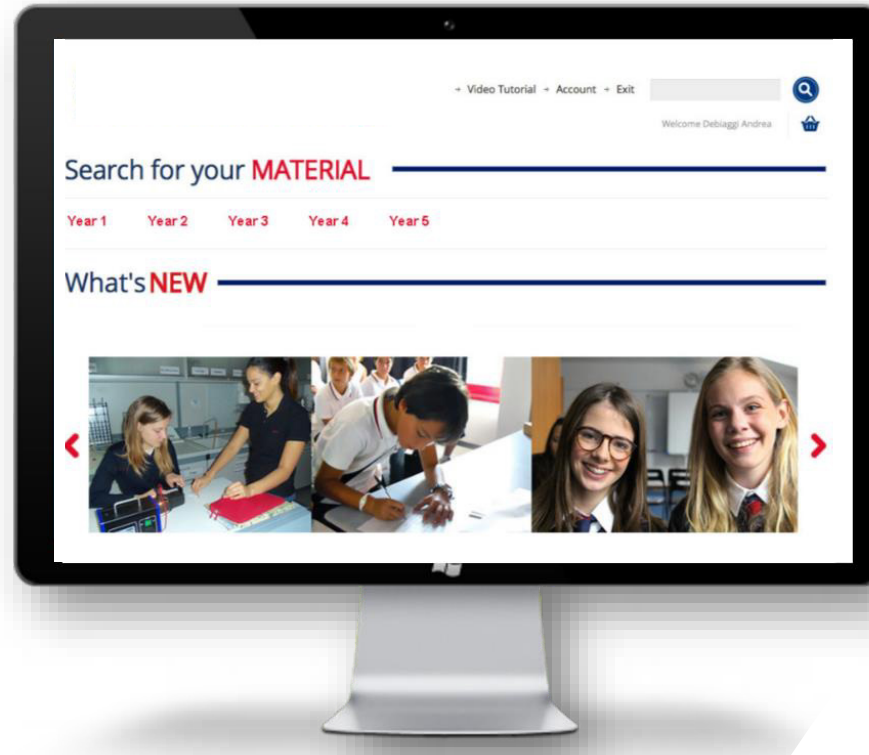 → Video Tutorial → Account → Exit
Welcome Debiaggi Andrea
Search for your MATERIAL
Year 1 Year 2 Year 3 Year 4 Year 5
What's NEW